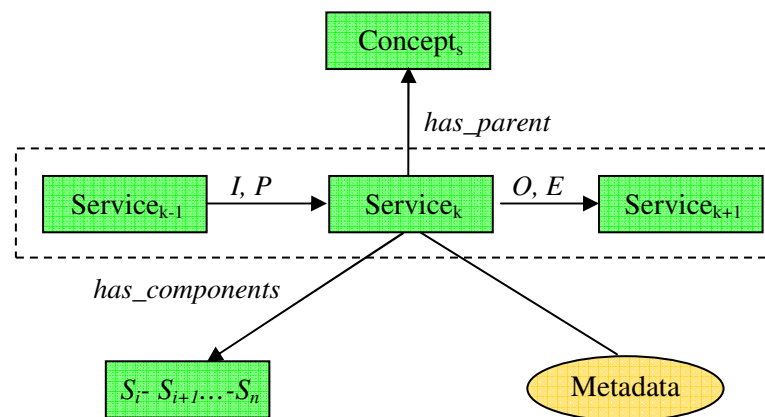 Concept_s
has_parent
I, P
O, E
Service_k-1
Service_k
Service_k+1
has_components
S_i- S_i+1…-S_n
Metadata